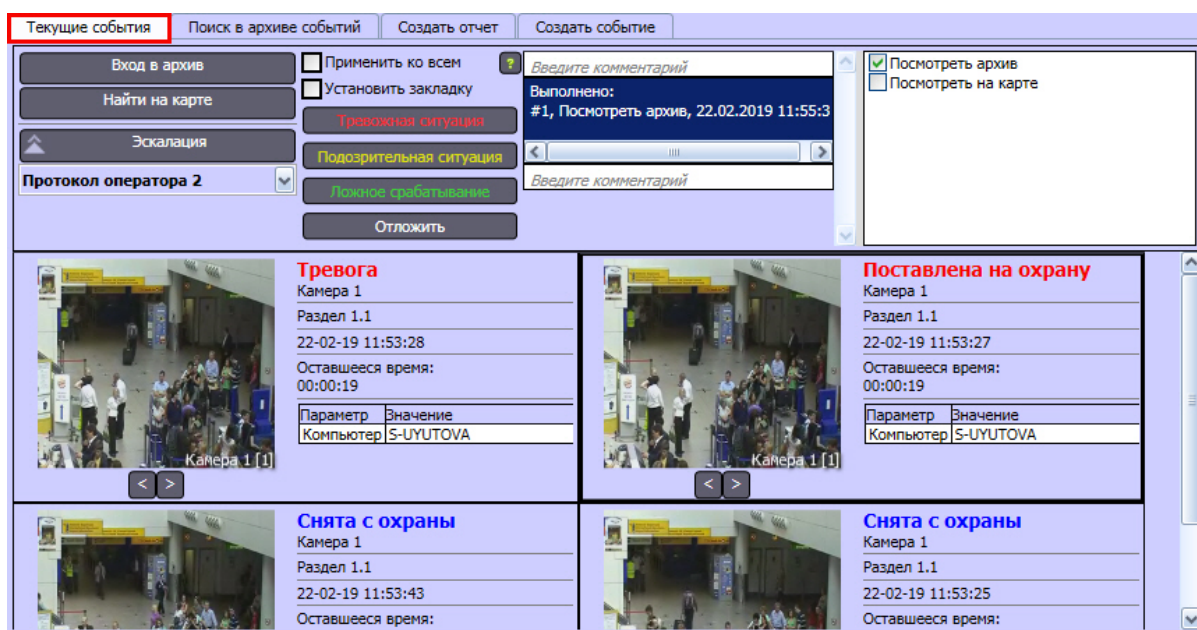 Текущие события
Поиск в архиве событий
Создать отчет
Создать событие
Вход в архив
Найти на карте
Эскалация
Протокол оператора 2
Применить ко всем
?
Установить закладку
Тревожная ситуация
Подозрительная ситуация
Ложное срабатывание
Отложить
Введите комментарий
Выполнено:
#1, Посмотреть архив, 22.02.2019 11:55:3
Введите комментарий
Посмотреть архив
Посмотреть на карте
Камера 1 [1]
< >
Тревога
Камера 1
Раздел 1.1
22-02-19 11:53:28
Оставшееся время:
00:00:19
Параметр Значение
Компьютер S-UYUTOVA
Камера 1 [1]
< >
Поставлена на охрану
Камера 1
Раздел 1.1
22-02-19 11:53:27
Оставшееся время:
00:00:19
Параметр Значение
Компьютер S-UYUTOVA
Снята с охраны
Камера 1
Раздел 1.1
22-02-19 11:53:43
Оставшееся время:
Снята с охраны
Камера 1
Раздел 1.1
22-02-19 11:53:25
Оставшееся время: